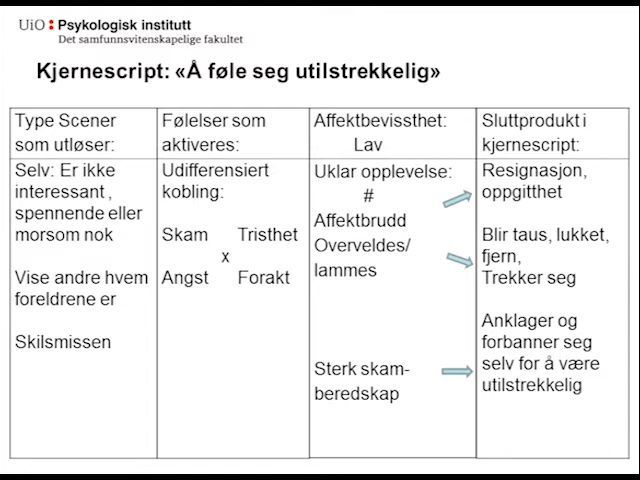 UiO : Psykologisk institutt
Det samfunnsvitenskapelige fakultet
Kjernescript: «Å føle seg utilstrekkelig»
Type Scener
som utløser:
Følelser som
aktiveres:
Affektbevissthet:
Lav
Sluttprodukt i
kjernescript:
Selv: Er ikke
interessant ,
spennende eller
morsom nok
Vise andre hvem
foreldrene er
Skilsmissen
Udifferensiert
kobling:
Skam Tristhet
x
Angst Forakt
Uklar opplevelse:
#
Affektbrudd
Overveldes/
lammes
Sterk skam-
beredskap
Resignasjon,
oppgitthet
Blir taus, lukket,
fjern,
Trekker seg
Anklager og
forbanner seg
selv for å være
utilstrekkelig